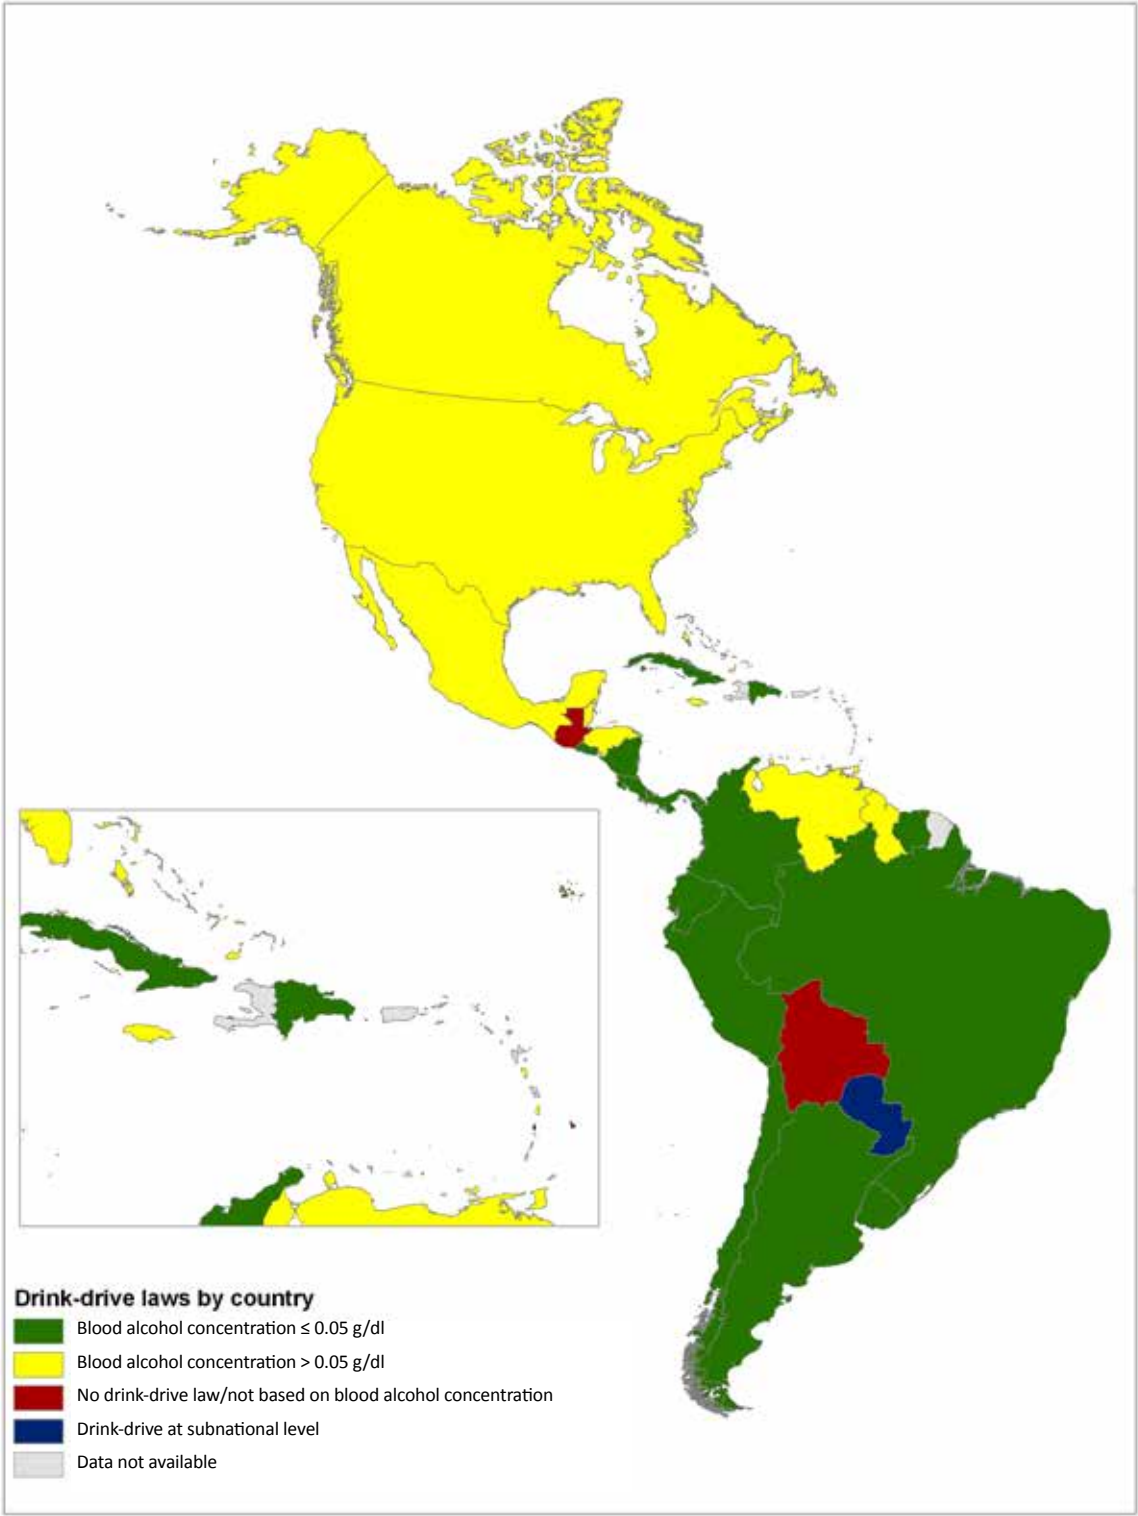 Drink-drive laws by country
Blood alcohol concentration ≤ 0.05 g/dl
Blood alcohol concentration > 0.05 g/dl
No drink-drive law/not based on blood alcohol concentration
Drink-drive at subnational level
Data not available